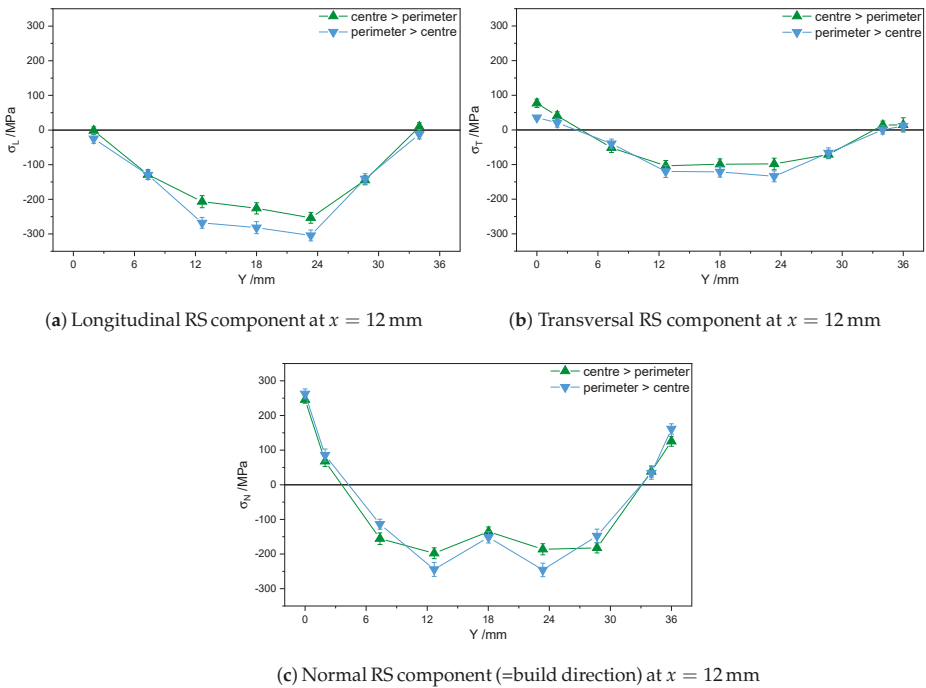 centre > perimeter
perimeter > centre
300
200
100
0
-100
-200
-300
σL /MPa
0 6 12 18 24 30 36
Y /mm
(a) Longitudinal RS component at x = 12 mm
centre > perimeter
perimeter > centre
300
200
100
0
-100
-200
-300
σT /MPa
0 6 12 18 24 30 36
Y /mm
(b) Transversal RS component at x = 12 mm
centre > perimeter
perimeter > centre
300
200
100
0
-100
-200
-300
σN /MPa
0 6 12 18 24 30 36
Y /mm
(c) Normal RS component (=build direction) at x = 12 mm